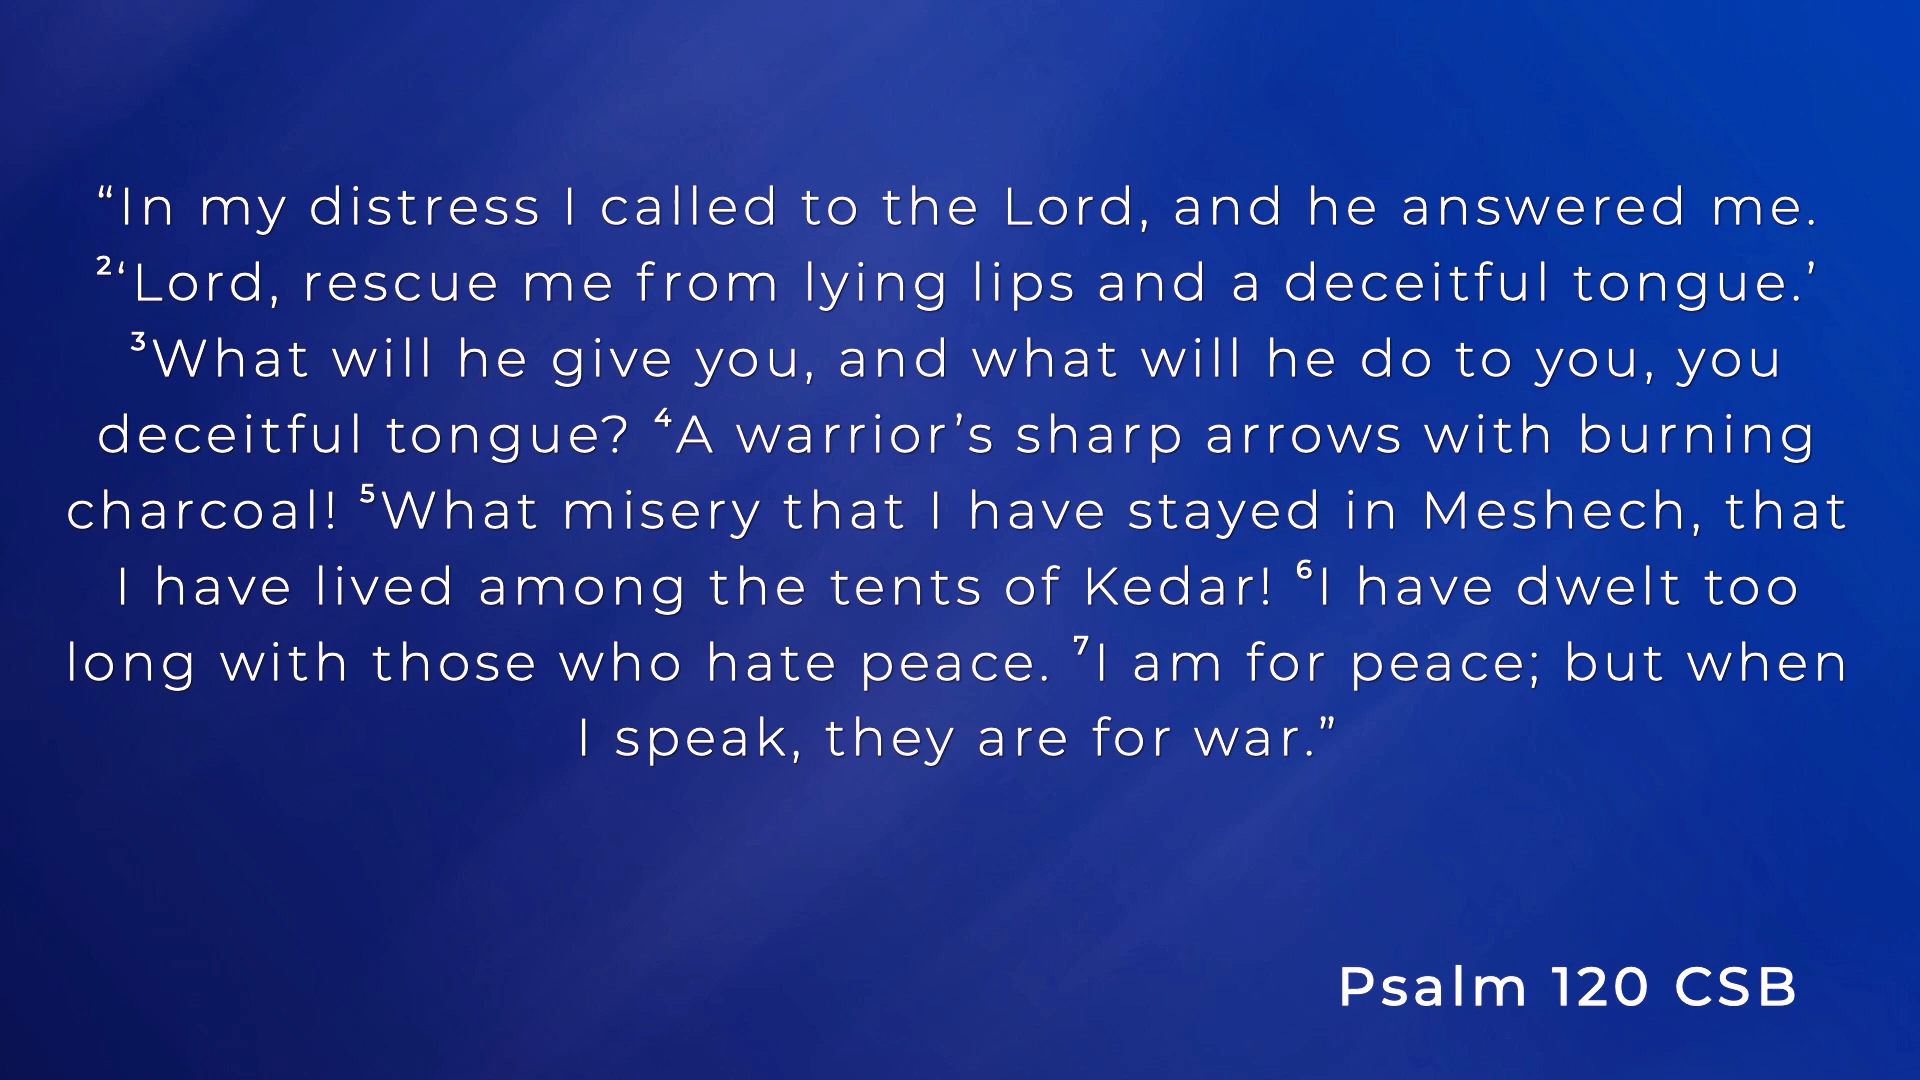 “In my distress I called to the Lord, and he answered me.
²‘Lord, rescue me from lying lips and a deceitful tongue.’
³What will he give you, and what will he do to you, you
deceitful tongue? ⁴A warrior’s sharp arrows with burning
charcoal! ⁵What misery that I have stayed in Meshech, that
I have lived among the tents of Kedar! ⁶I have dwelt too
long with those who hate peace. ⁷I am for peace; but when
I speak, they are for war.”
Psalm 120 CSB